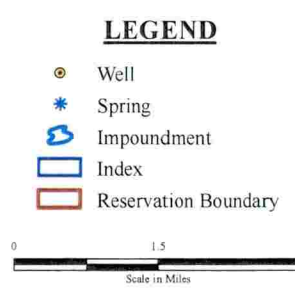 LEGEND
Well
Spring
Impoundment
Index
Reservation Boundary
0 1.5
Scale in Miles